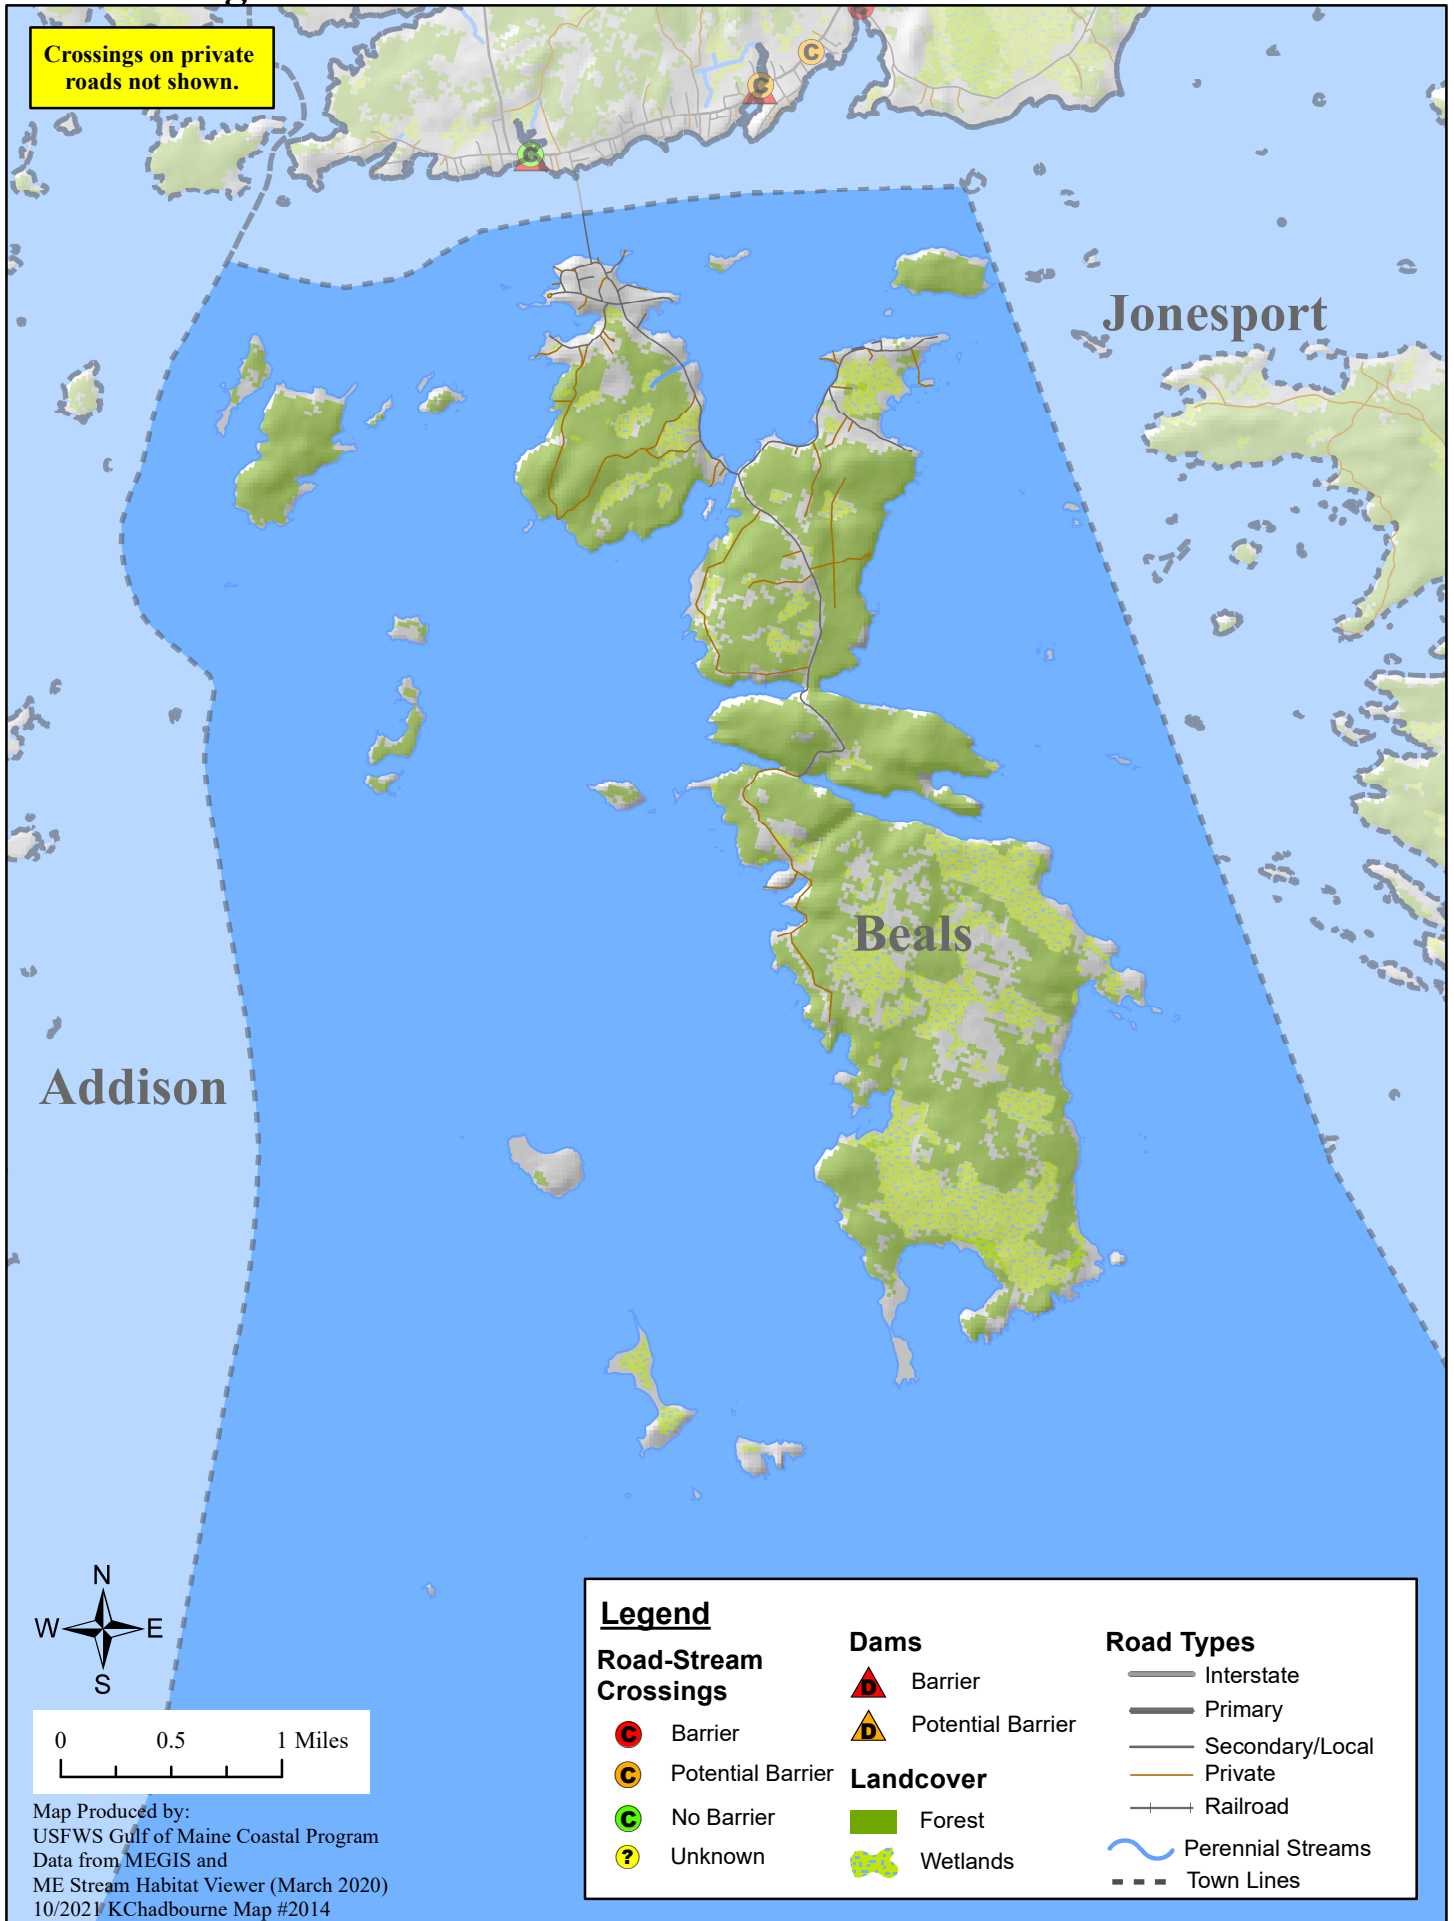 Crossings on private
roads not shown.
C
C
C
Jonesport
Beals
Addison
N
W E
S
0 0.5 1 Miles
Map Produced by:
USFWS Gulf of Maine Coastal Program
Data from MEGIS and
ME Stream Habitat Viewer (March 2020)
10/2021 KChadbourne Map #2014
Legend
Road-Stream
Crossings
C Barrier
C Potential Barrier
C No Barrier
? Unknown
Dams
D Barrier
D Potential Barrier
Landcover
Forest
Wetlands
Road Types
Interstate
Primary
Secondary/Local
Private
Railroad
Perennial Streams
Town Lines